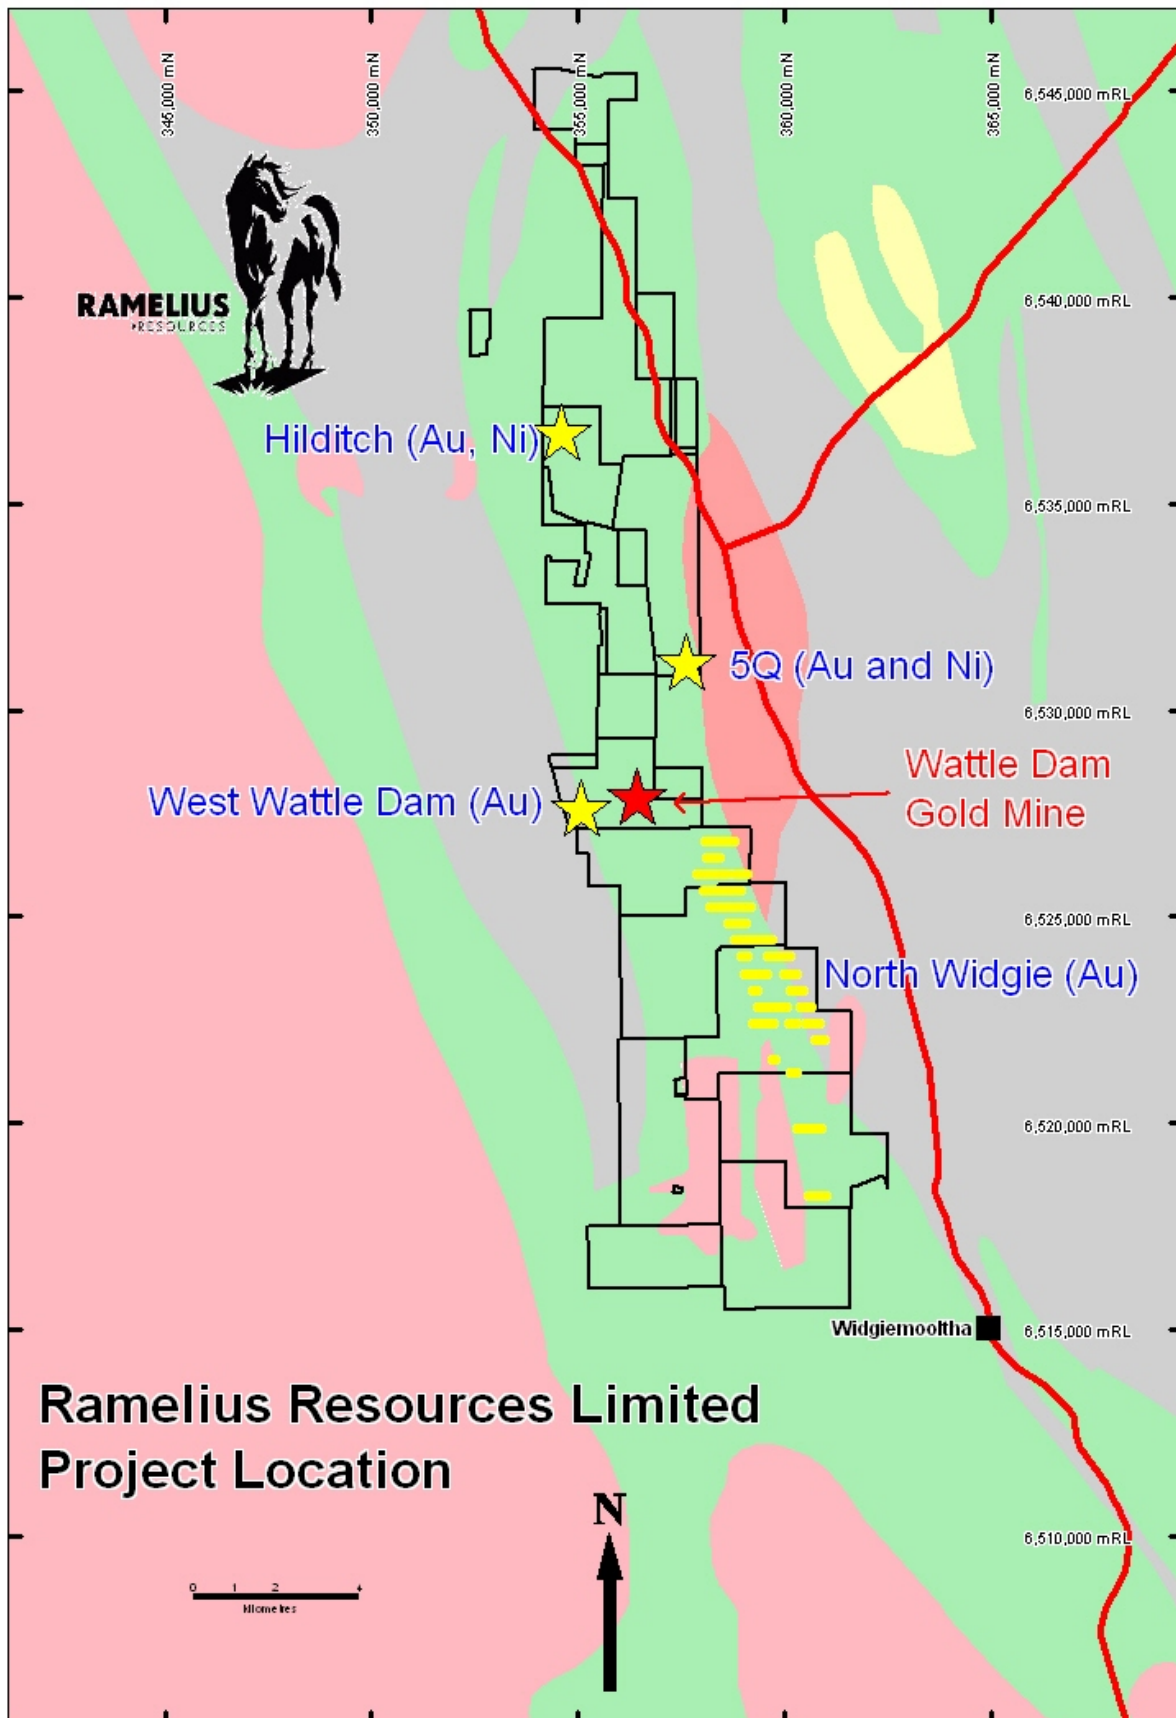 345,000 mN
350,000 mN
355,000 mN
360,000 mN
365,000 mN
6,545,000 mRL
RAMELIUS
RESOURCES
6,540,000 mRL
Hilditch (Au, Ni)
6,535,000 mRL
5Q (Au and Ni)
6,530,000 mRL
Wattle Dam
Gold Mine
West Wattle Dam (Au)
6,525,000 mRL
North Widgie (Au)
6,520,000 mRL
Widgiemooltha
6,515,000 mRL
Ramelius Resources Limited
Project Location
N
6,510,000 mRL
0 1 2 4
kilometres